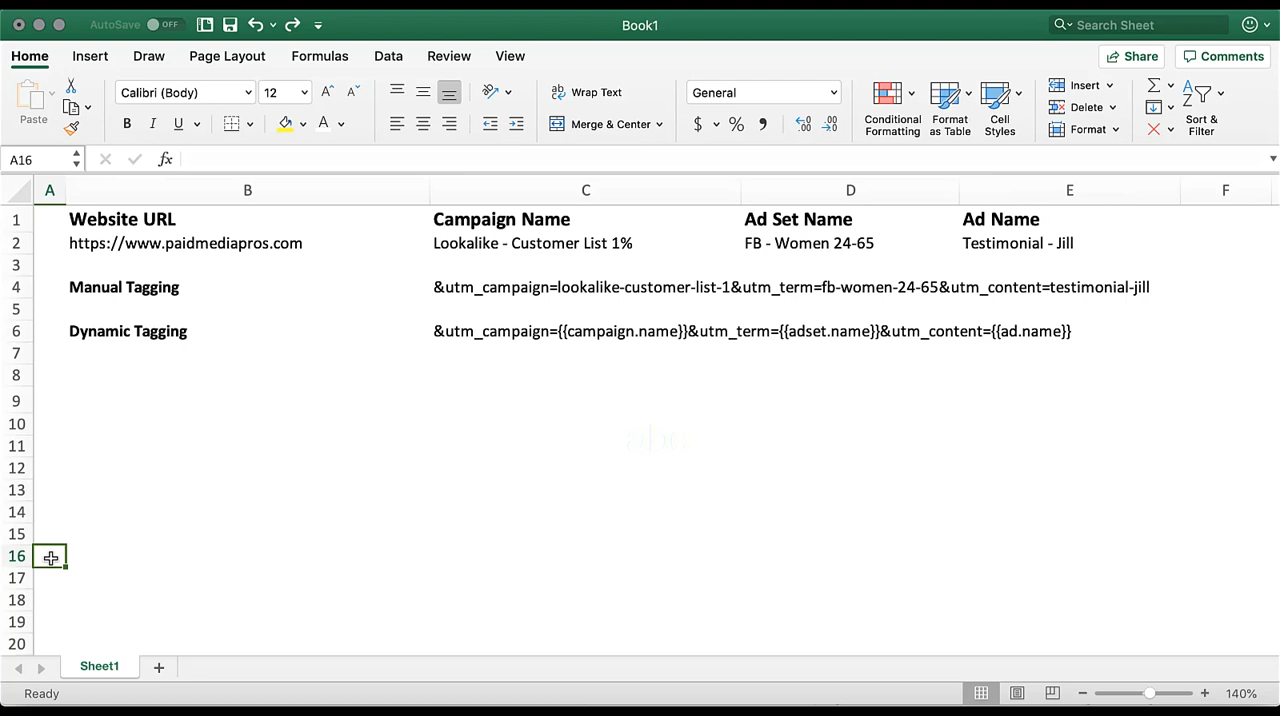 AutoSave OFF Book1 Search Sheet
Home Insert Draw Page Layout Formulas Data Review View Share Comments
Paste Calibri (Body) 12 Wrap Text General Insert
B I U A Merge & Center $ % Conditional Formatting Format as Table Cell Styles Delete Format Sort & Filter
A16 fx
A B C D E F
1 Website URL Campaign Name Ad Set Name Ad Name
2 https://www.paidmediapros.com Lookalike - Customer List 1% FB - Women 24-65 Testimonial - Jill
3
4 Manual Tagging &utm_campaign=lookalike-customer-list-1&utm_term=fb-women-24-65&utm_content=testimonial-jill
5
6 Dynamic Tagging &utm_campaign={{campaign.name}}&utm_term={{adset.name}}&utm_content={{ad.name}}
7
8
9
10
11
12
13
14
15
16
17
18
19
20
Sheet1 +
Ready 140%